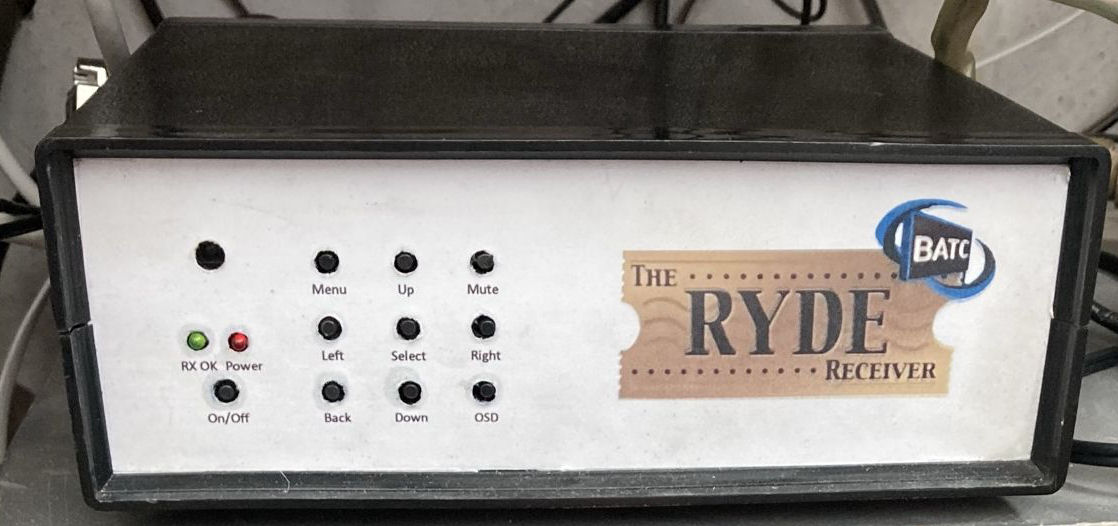 Menu Up Mute
Left Select Right
RX OK Power
On/Off Back Down OSD
BATC
THE
RYDE
RECEIVER